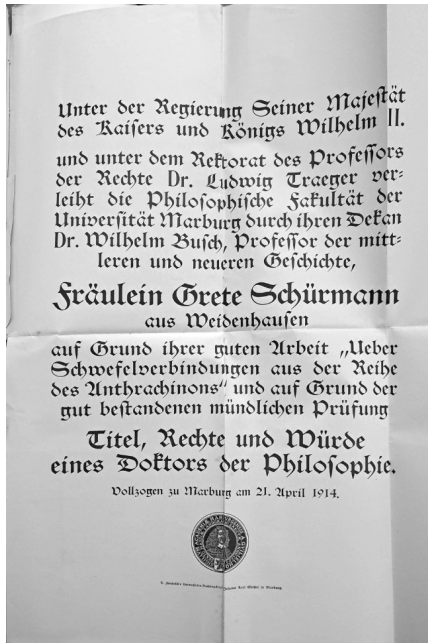 Unter der Regierung Seiner Majestät
des Kaisers und Königs Wilhelm II.
und unter dem Rektorat des Professors
der Rechte Dr. Ludwig Traeger ver-
leiht die Philosophische Fakultät der
Universität Marburg durch ihren Dekan
Dr. Wilhelm Busch, Professor der mitt-
leren und neueren Geschichte,
Fräulein Grete Schürmann
aus Weidenhausen
auf Grund ihrer guten Arbeit „Ueber
Schwefelverbindungen aus der Reihe
des Anthrachinons“ und auf Grund der
gut bestandenen mündlichen Prüfung
Titel, Rechte und Würde
eines Doktors der Philosophie.
Vollzogen zu Marburg am 21. April 1914.